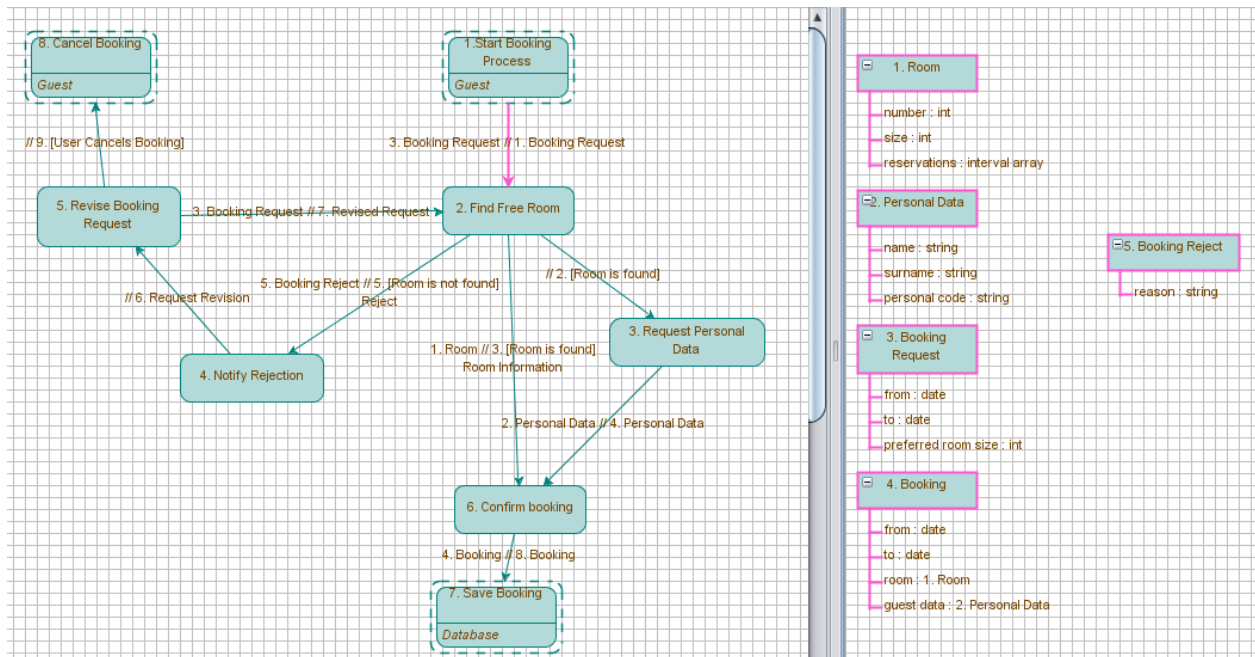 8. Cancel Booking
Guest
1.Start Booking
Process
Guest
// 9. [User Cancels Booking]
3. Booking Request // 1. Booking Request
5. Revise Booking
Request
3. Booking Request // 7. Revised Request
2. Find Free Room
5. Booking Reject // 5. [Room is not found]
Reject
// 2. [Room is found]
// 6. Request Revision
3. Request Personal
Data
1. Room // 3. [Room is found]
Room Information
4. Notify Rejection
2. Personal Data // 4. Personal Data
6. Confirm booking
4. Booking // 8. Booking
7. Save Booking
Database
1. Room
number : int
size : int
reservations : interval array
2. Personal Data
name : string
surname : string
personal code : string
5. Booking Reject
reason : string
3. Booking
Request
from : date
to : date
preferred room size : int
4. Booking
from : date
to : date
room : 1. Room
guest data : 2. Personal Data